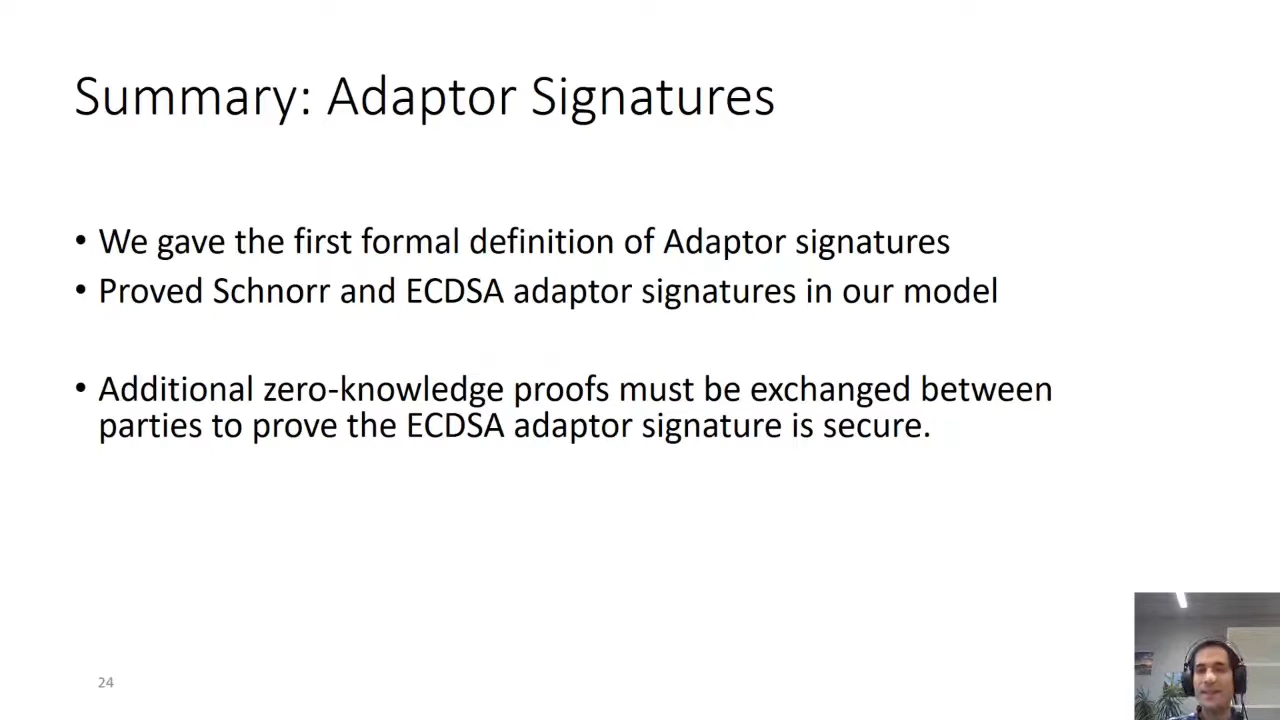 Summary: Adaptor Signatures
• We gave the first formal definition of Adaptor signatures
• Proved Schnorr and ECDSA adaptor signatures in our model
• Additional zero-knowledge proofs must be exchanged between
parties to prove the ECDSA adaptor signature is secure.
24